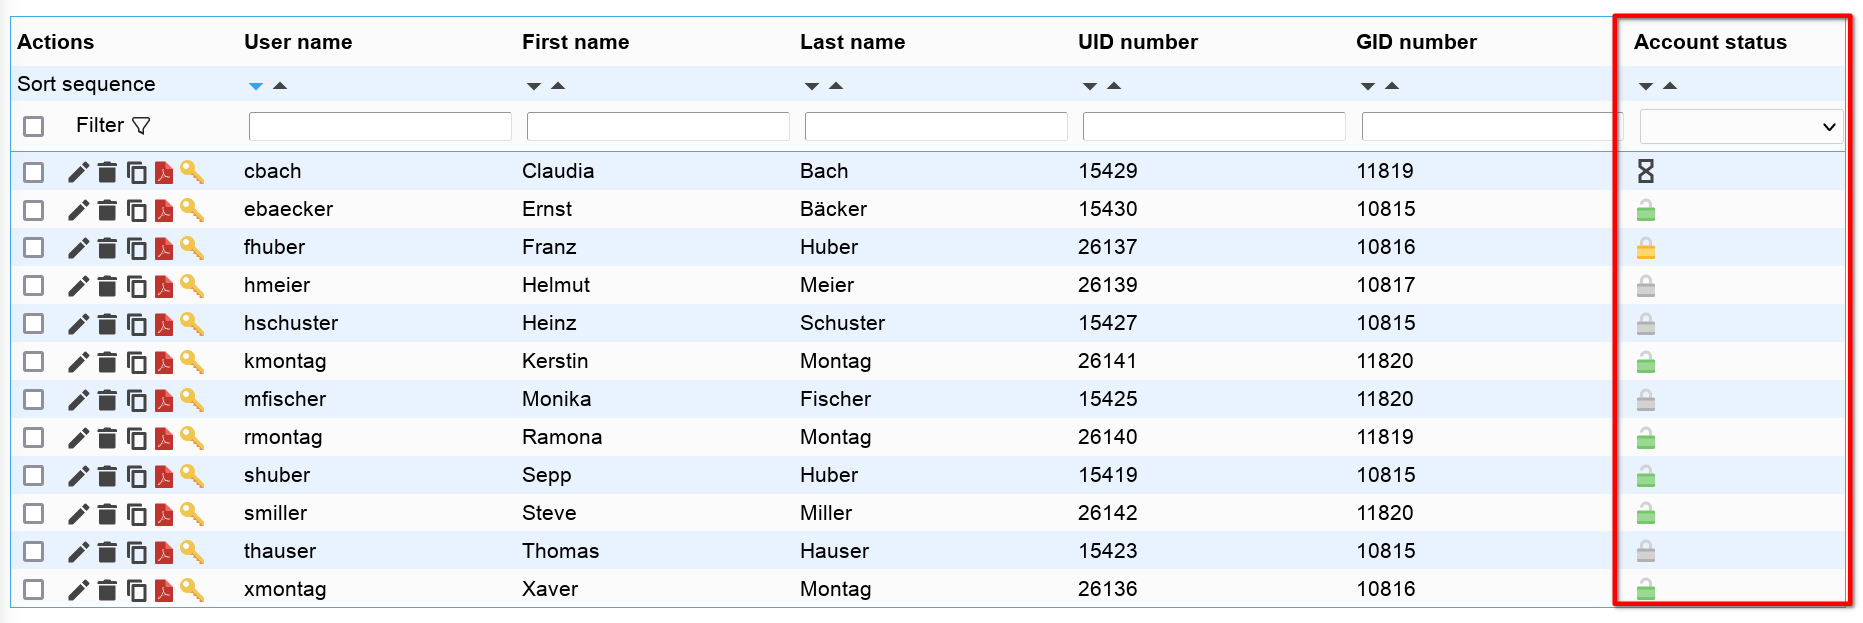 Actions User name First name Last name UID number GID number Account status
Sort sequence
Filter
cbach Claudia Bach 15429 11819
ebaecker Ernst Bäcker 15430 10815
fhuber Franz Huber 26137 10816
hmeier Helmut Meier 26139 10817
hschuster Heinz Schuster 15427 10815
kmontag Kerstin Montag 26141 11820
mfischer Monika Fischer 15425 11820
rmontag Ramona Montag 26140 11819
shuber Sepp Huber 15419 10815
smiller Steve Miller 26142 11820
thauser Thomas Hauser 15423 10815
xmontag Xaver Montag 26136 10816